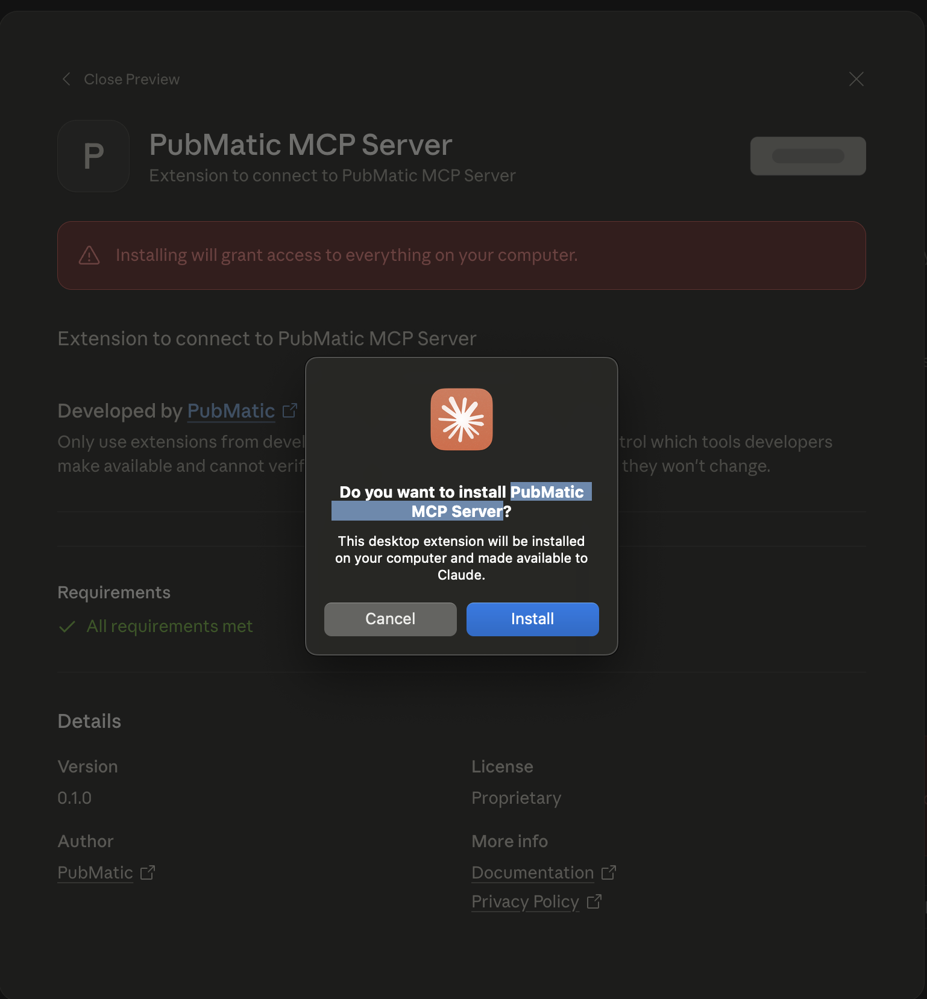 Close Preview
P
PubMatic MCP Server
Extension to connect to PubMatic MCP Server
Installing will grant access to everything on your computer.
Extension to connect to PubMatic MCP Server
Developed by PubMatic
Only use extensions from devel
trol which tools developers
make available and cannot verif
they won't change.
Do you want to install PubMatic
MCP Server?
This desktop extension will be installed
on your computer and made available to
Claude.
Cancel
Install
Requirements
All requirements met
Details
Version
License
0.1.0
Proprietary
Author
More info
PubMatic
Documentation
Privacy Policy